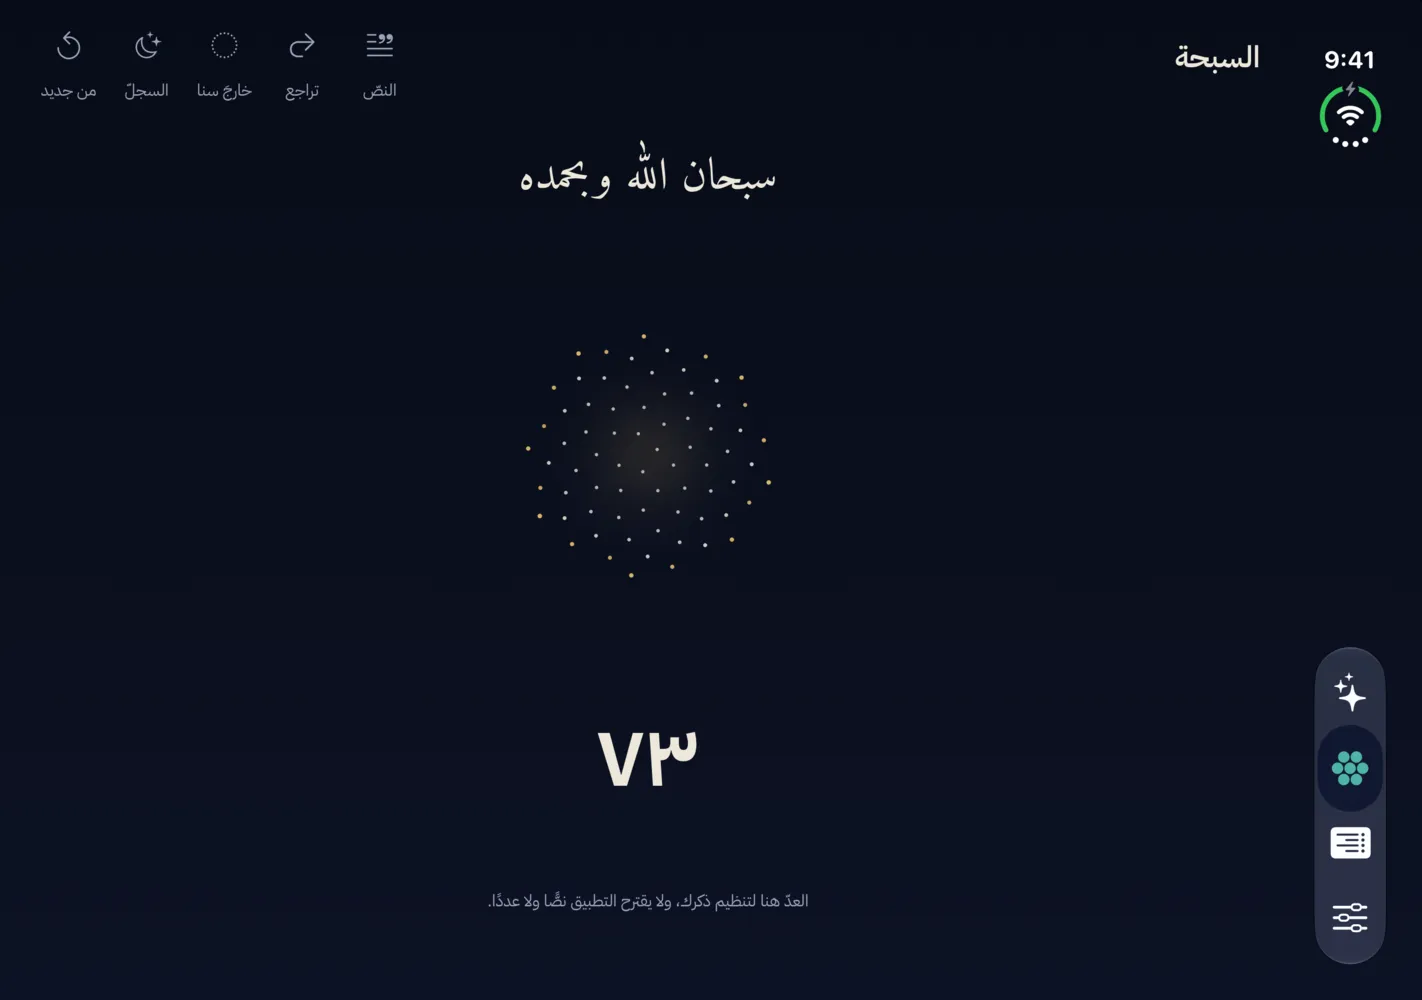 9:41
السبحة
النصّ
تراجع
خارجَ سنا
السجلّ
من جديد
سبحان الله وبحمده
٧٣
العدّ هنا لتنظيم ذكرك، ولا يقترح التطبيق نصًّا ولا عددًا.